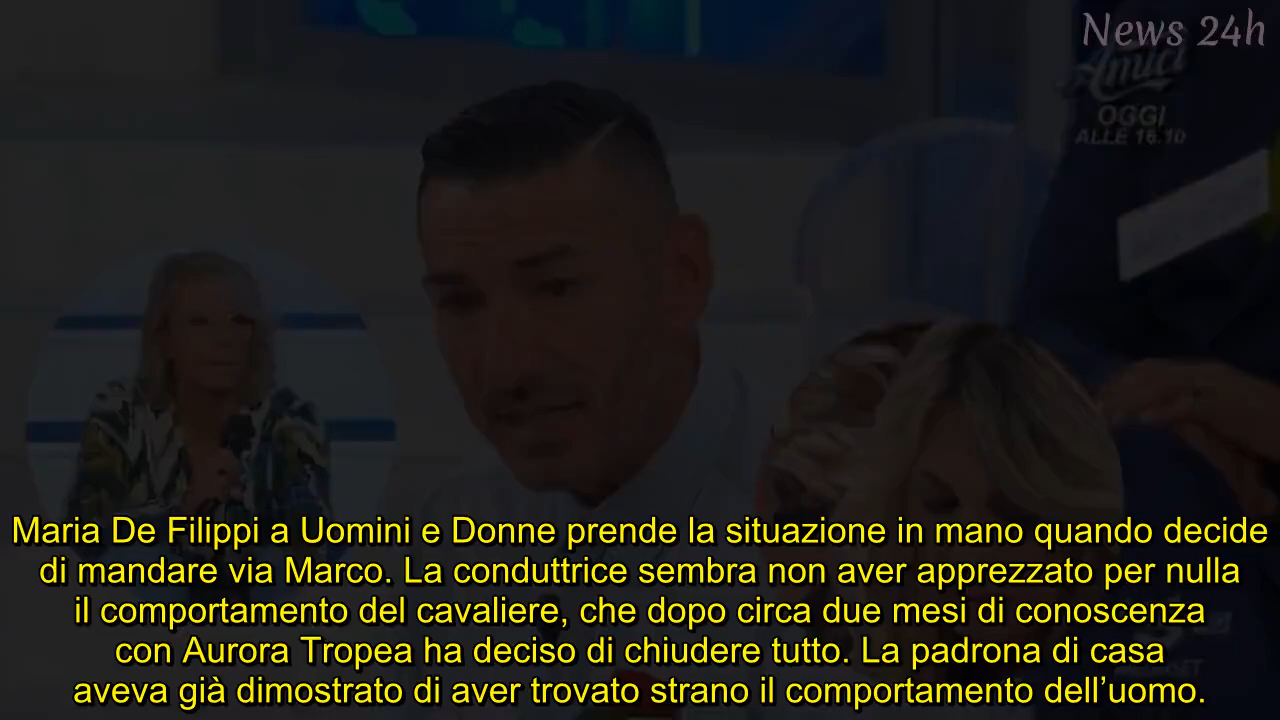 News 24h
Amici
OGGI
ALLE 16.10
Maria De Filippi a Uomini e Donne prende la situazione in mano quando decide
di mandare via Marco. La conduttrice sembra non aver apprezzato per nulla
il comportamento del cavaliere, che dopo circa due mesi di conoscenza
con Aurora Tropea ha deciso di chiudere tutto. La padrona di casa
aveva già dimostrato di aver trovato strano il comportamento dell’uomo.